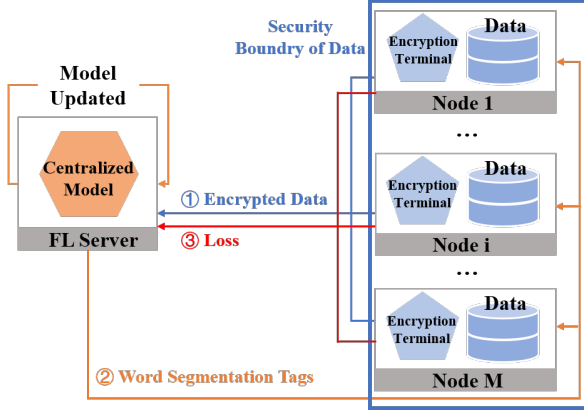 Security
Boundry of Data
Model
Updated
Centralized
Model
FL Server
① Encrypted Data
③ Loss
② Word Segmentation Tags
Encryption
Terminal
Data
Node 1
...
Encryption
Terminal
Data
Node i
...
Encryption
Terminal
Data
Node M